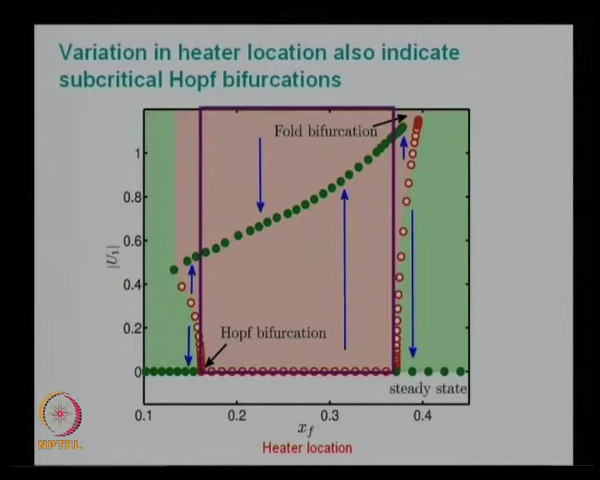 Variation in heater location also indicate
subcritical Hopf bifurcations
Fold bifurcation
1
0.8
0.6
0.4
0.2
0
|U₁|
Hopf bifurcation
steady state
0.1
0.2
0.3
0.4
x_f
Heater location
NPTEL